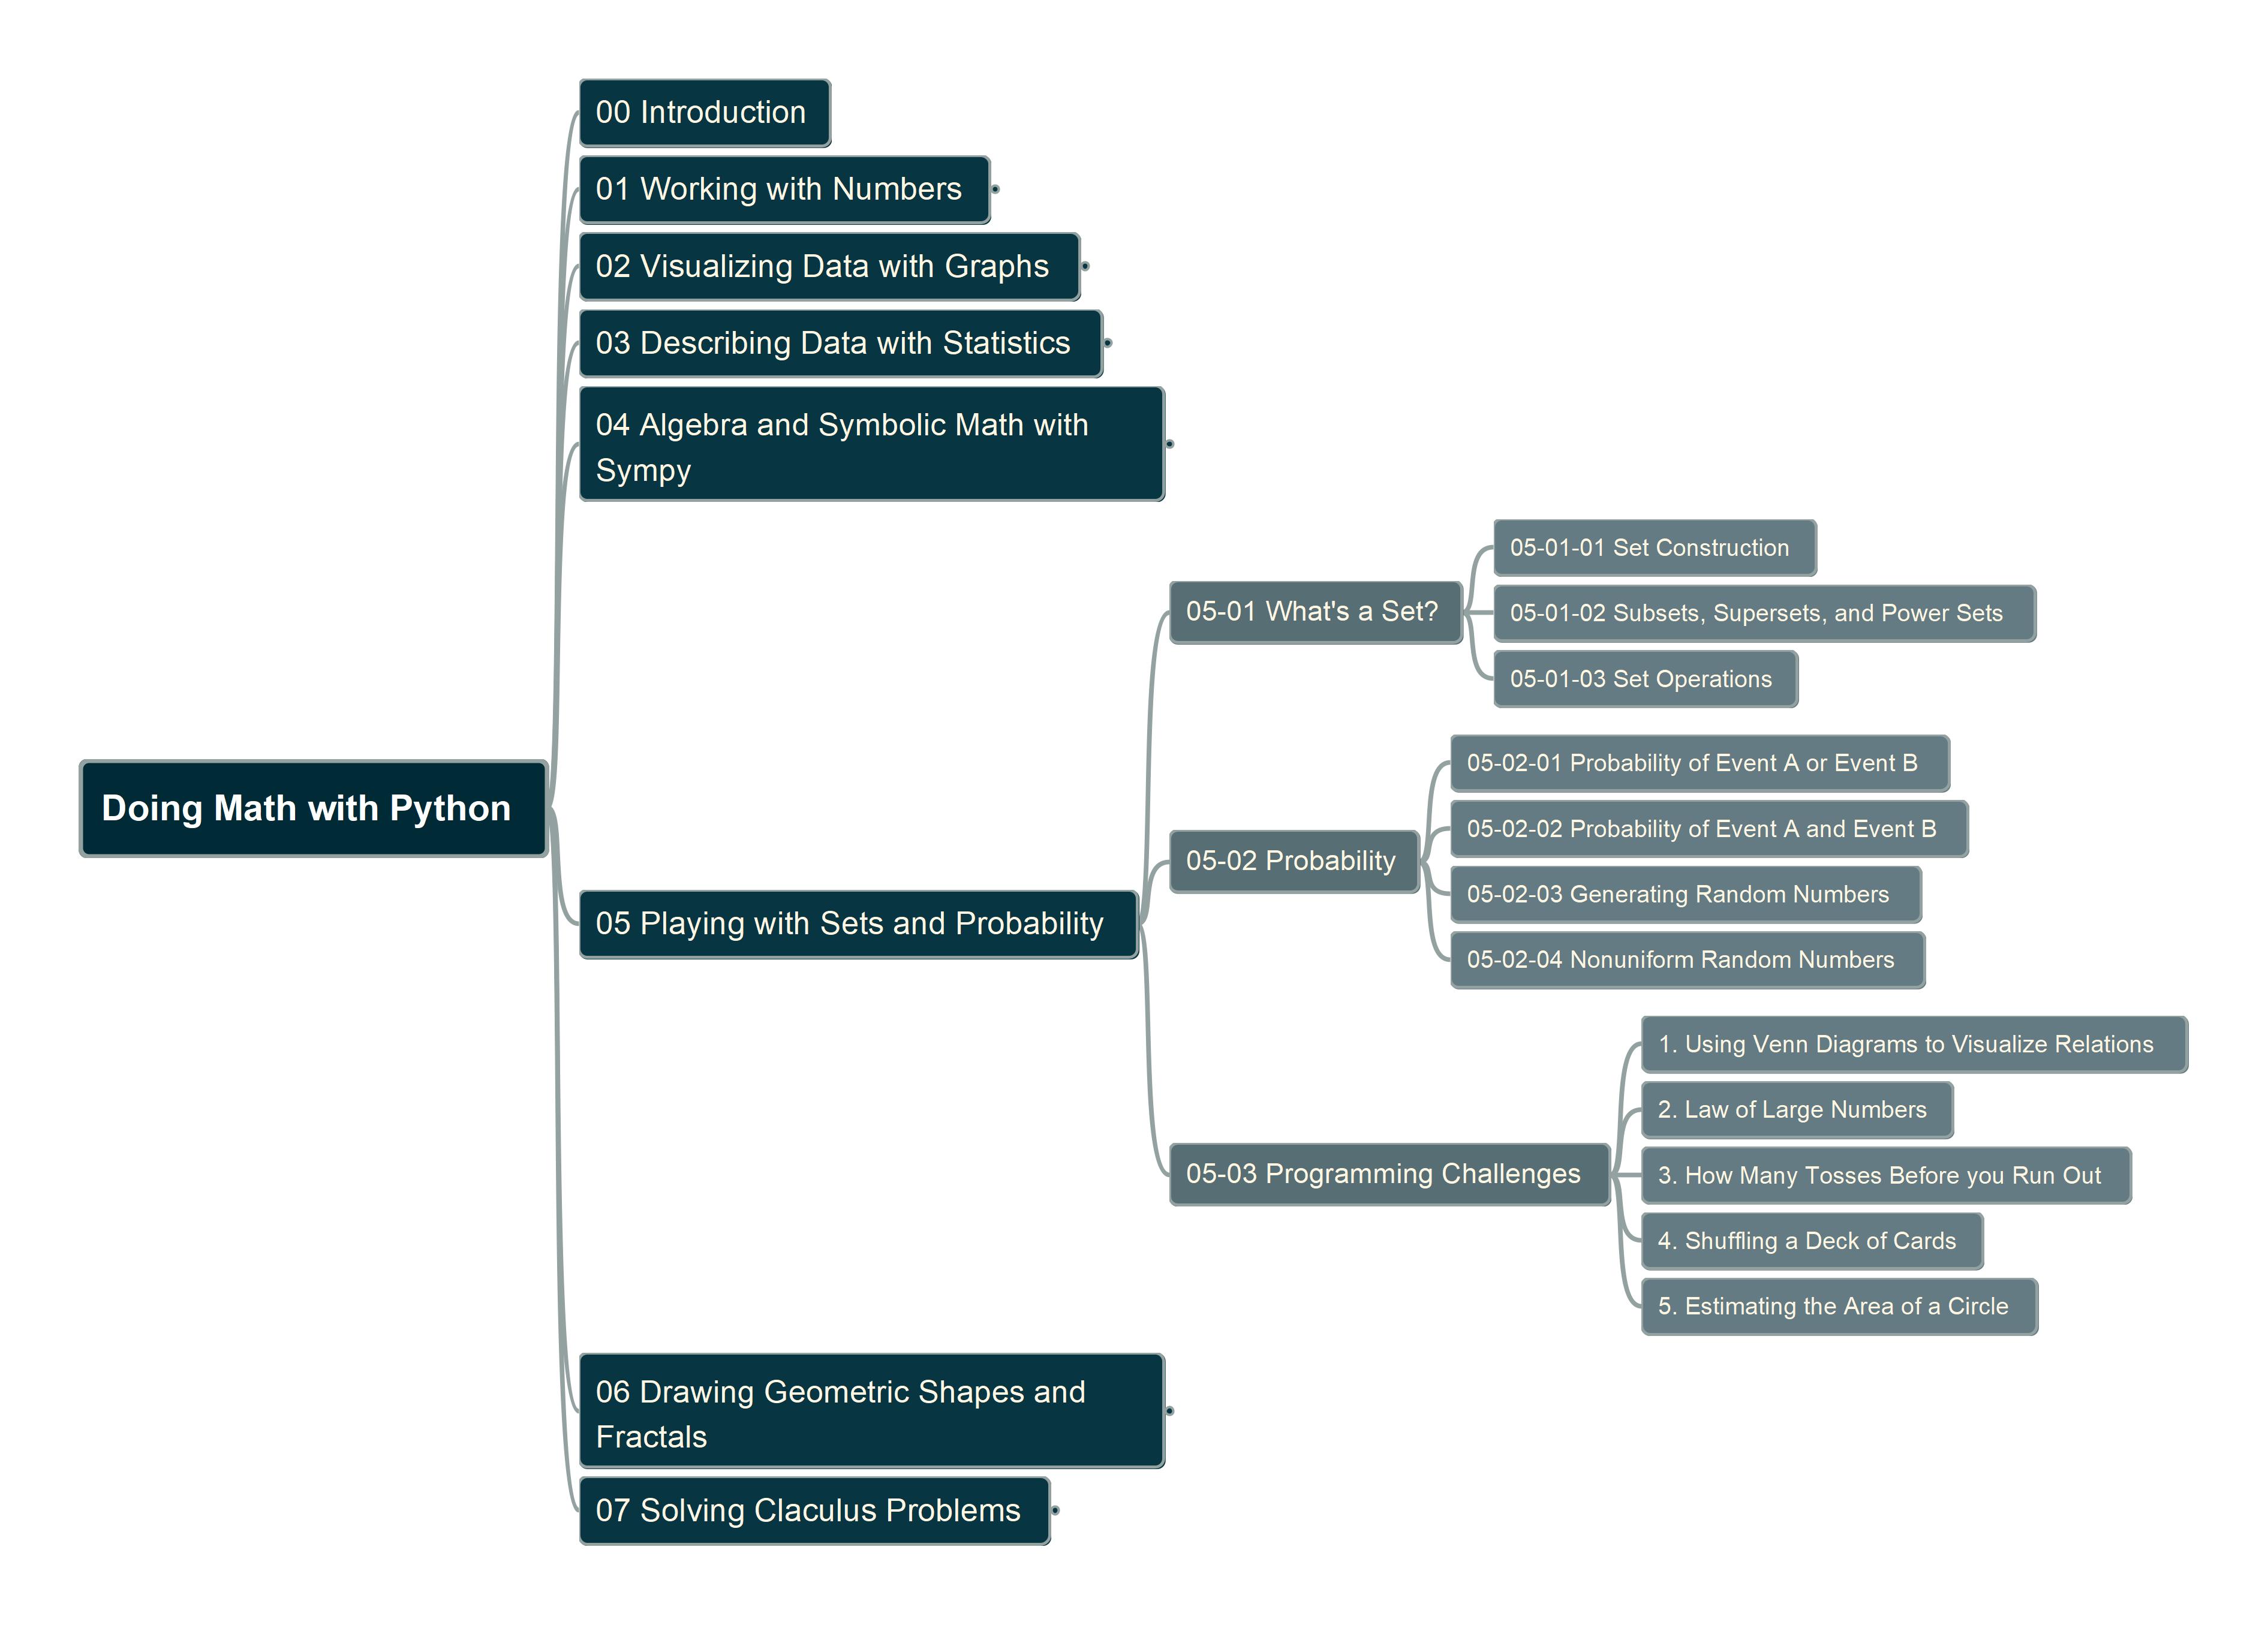 Doing Math with Python
00 Introduction
01 Working with Numbers
02 Visualizing Data with Graphs
03 Describing Data with Statistics
04 Algebra and Symbolic Math with
Sympy
05 Playing with Sets and Probability
05-01 What's a Set?
05-01-01 Set Construction
05-01-02 Subsets, Supersets, and Power Sets
05-01-03 Set Operations
05-02 Probability
05-02-01 Probability of Event A or Event B
05-02-02 Probability of Event A and Event B
05-02-03 Generating Random Numbers
05-02-04 Nonuniform Random Numbers
05-03 Programming Challenges
1. Using Venn Diagrams to Visualize Relations
2. Law of Large Numbers
3. How Many Tosses Before you Run Out
4. Shuffling a Deck of Cards
5. Estimating the Area of a Circle
06 Drawing Geometric Shapes and
Fractals
07 Solving Claculus Problems